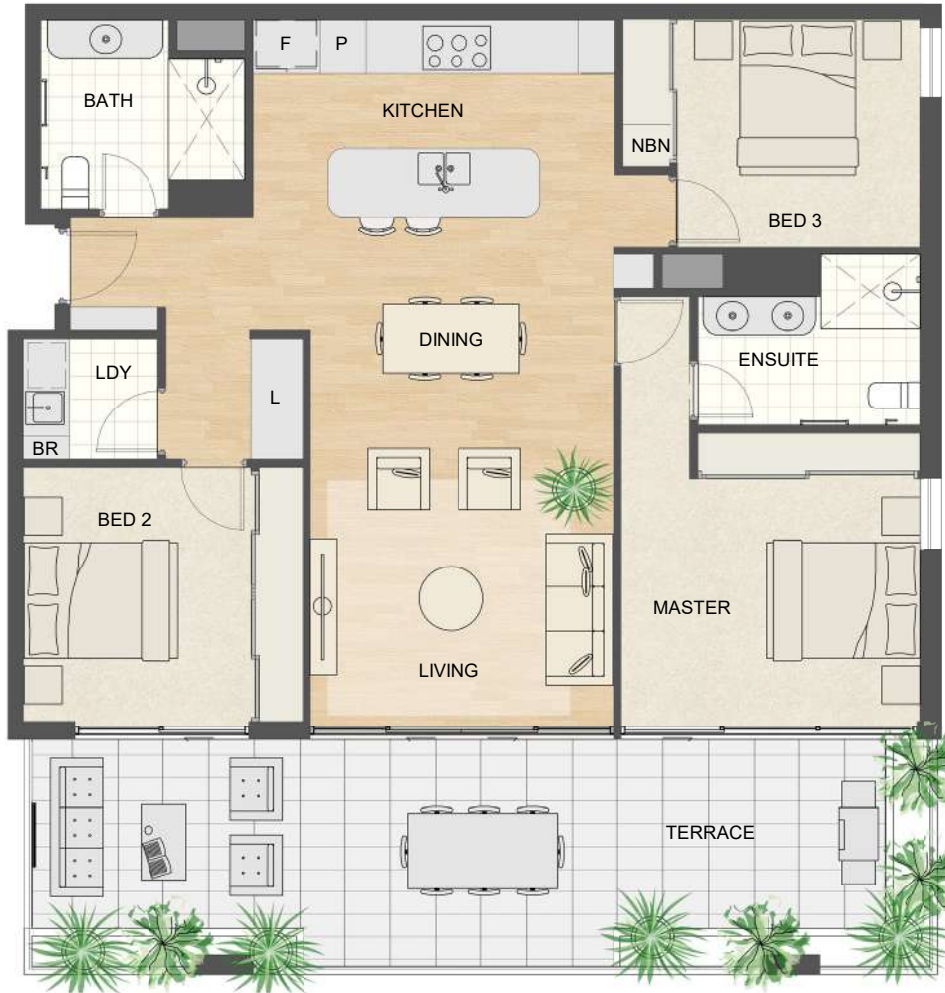 F
P
BATH
KITCHEN
NBN
BED 3
DINING
ENSUITE
LDY
L
BR
BED 2
MASTER
LIVING
TERRACE